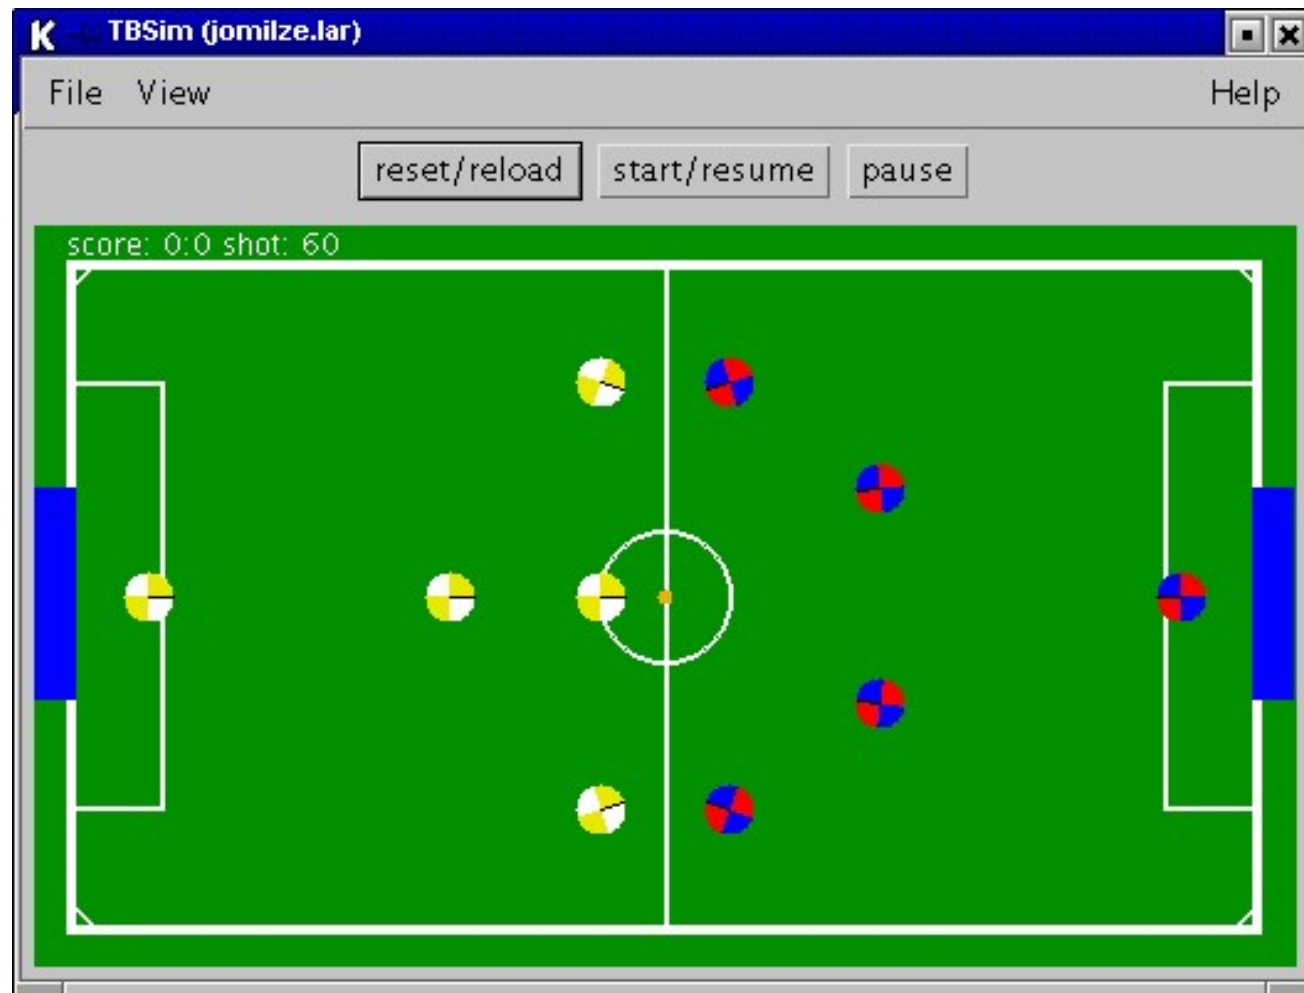 TBSim (jomilze.lar)
File View Help
reset/reload start/resume pause
score: 0:0 shot: 60